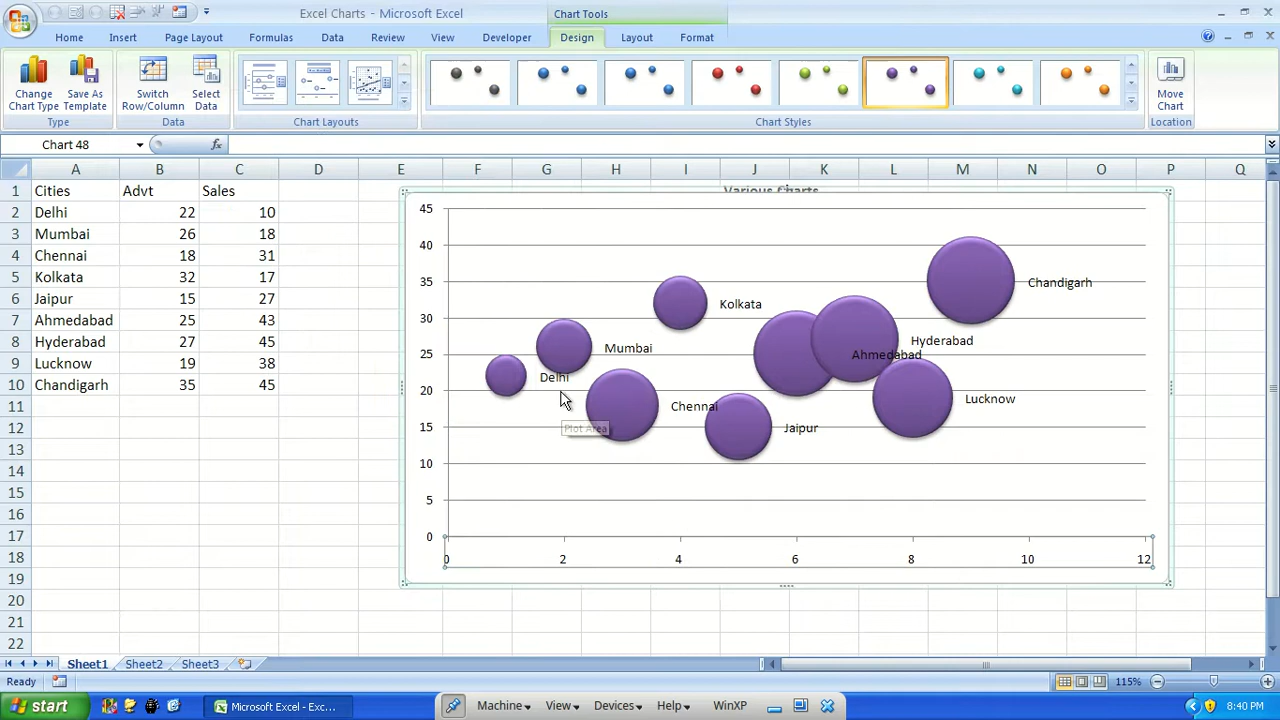 Excel Charts - Microsoft Excel
Chart Tools
Home Insert Page Layout Formulas Data Review View Developer Design Layout Format
Change Chart Type
Save As Template
Switch Row/Column
Select Data
Move Chart
Type Data Chart Layouts Chart Styles Location
Chart 48
fx
A B C D E F G H I J K L M N O P Q
1 Cities Advt Sales
2 Delhi 22 10
3 Mumbai 26 18
4 Chennai 18 31
5 Kolkata 32 17
6 Jaipur 15 27
7 Ahmedabad 25 43
8 Hyderabad 27 45
9 Lucknow 19 38
10 Chandigarh 35 45
11
12
13
14
15
16
17
18
19
20
21
22
Various Charts
45
40
35
30
25
20
15
10
5
0
Chandigarh
Kolkata
Hyderabad
Mumbai
Ahmedabad
Delhi
Lucknow
Chennai
Jaipur
Plot Area
0 2 4 6 8 10 12
Sheet1 Sheet2 Sheet3
Ready
115%
start
Microsoft Excel - Exc...
Machine View Devices Help WinXP
8:40 PM